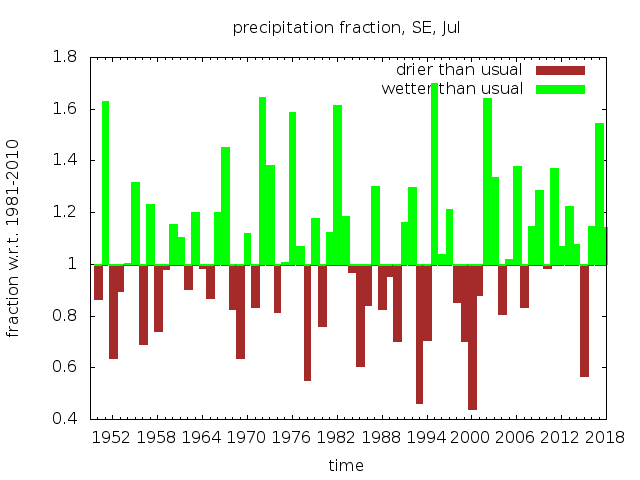 precipitation fraction, SE, Jul
drier than usual
wetter than usual
fraction w.r.t. 1981-2010
1.8
1.6
1.4
1.2
1
0.8
0.6
0.4
1952 1958 1964 1970 1976 1982 1988 1994 2000 2006 2012 2018
time